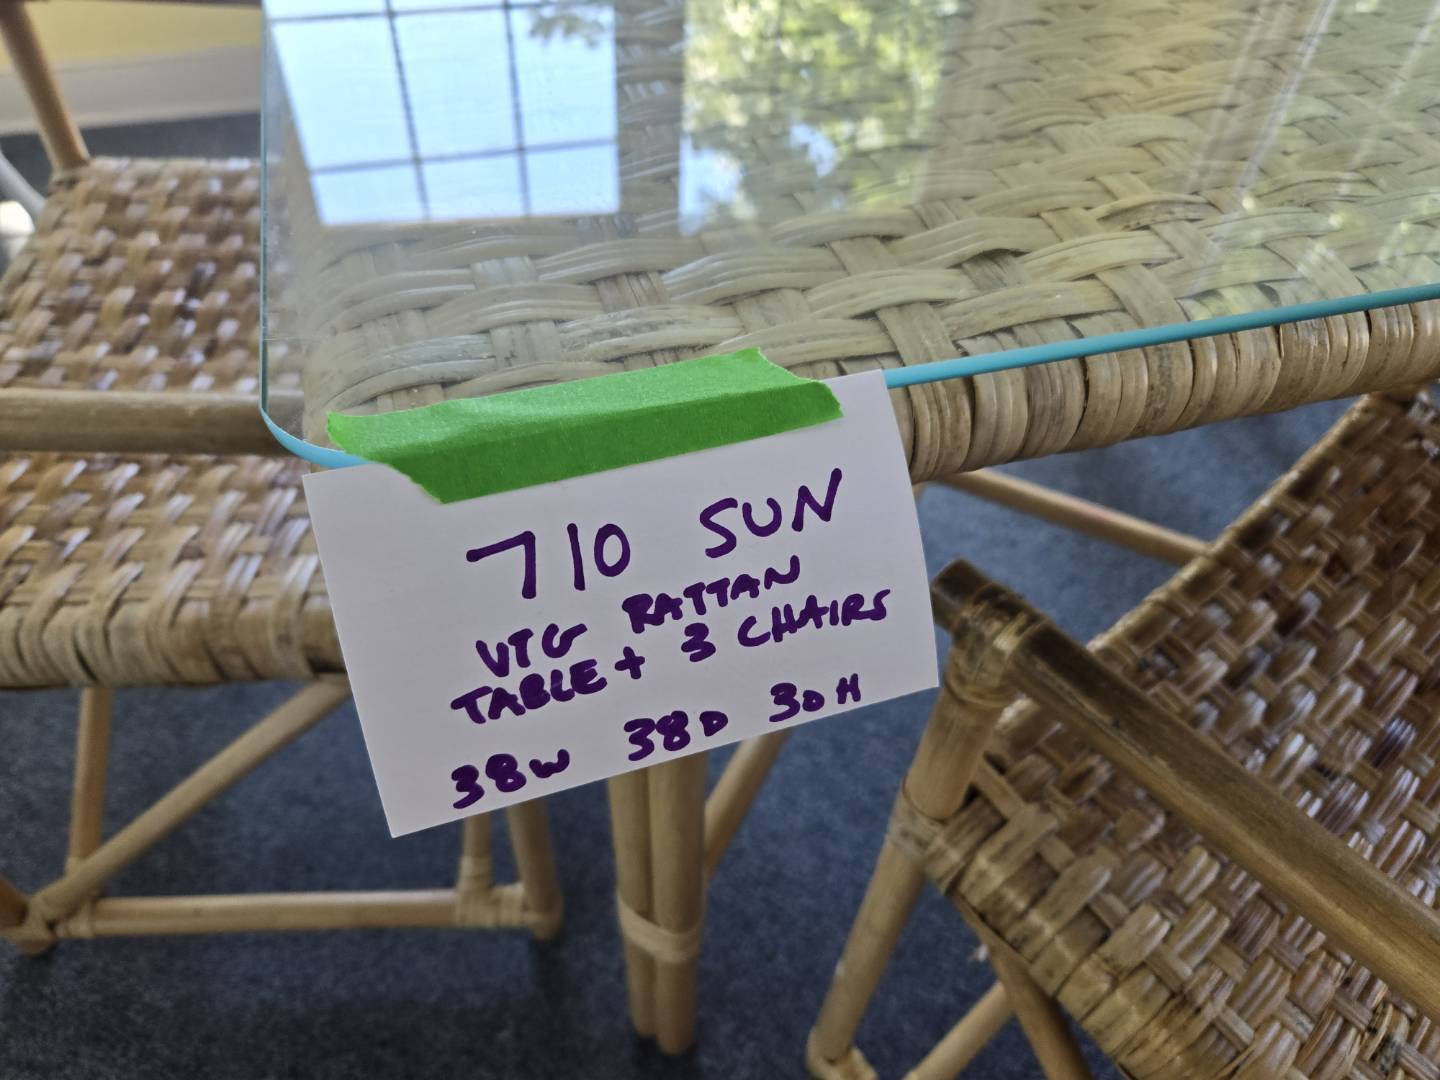 710 SUN
VTG RATTAN
TABLE + 3 CHAIRS
38W 38D 30H